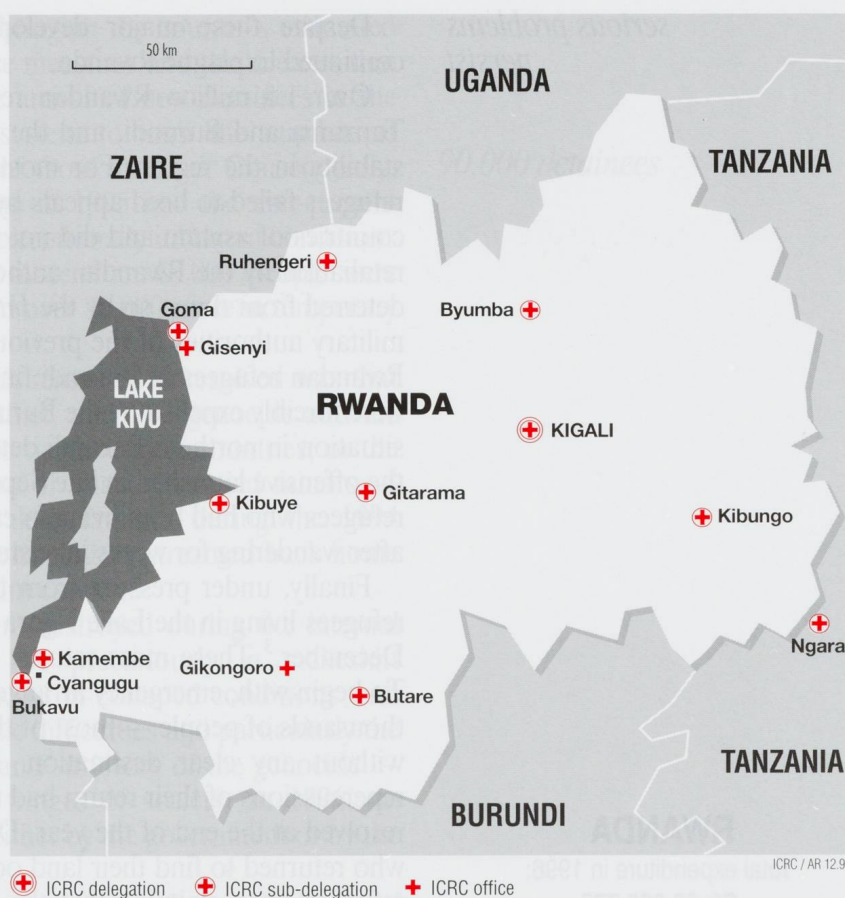 50 km
UGANDA
ZAIRE
TANZANIA
Ruhengeri
Goma
Byumba
Gisenyi
LAKE
KIVU
RWANDA
KIGALI
Gitarama
Kibuye
Kibungo
Ngara
Kamembe
Gikongoro
Cyangugu
Butare
Bukavu
TANZANIA
BURUNDI
ICRC / AR 12.9
ICRC delegation ICRC sub-delegation ICRC office